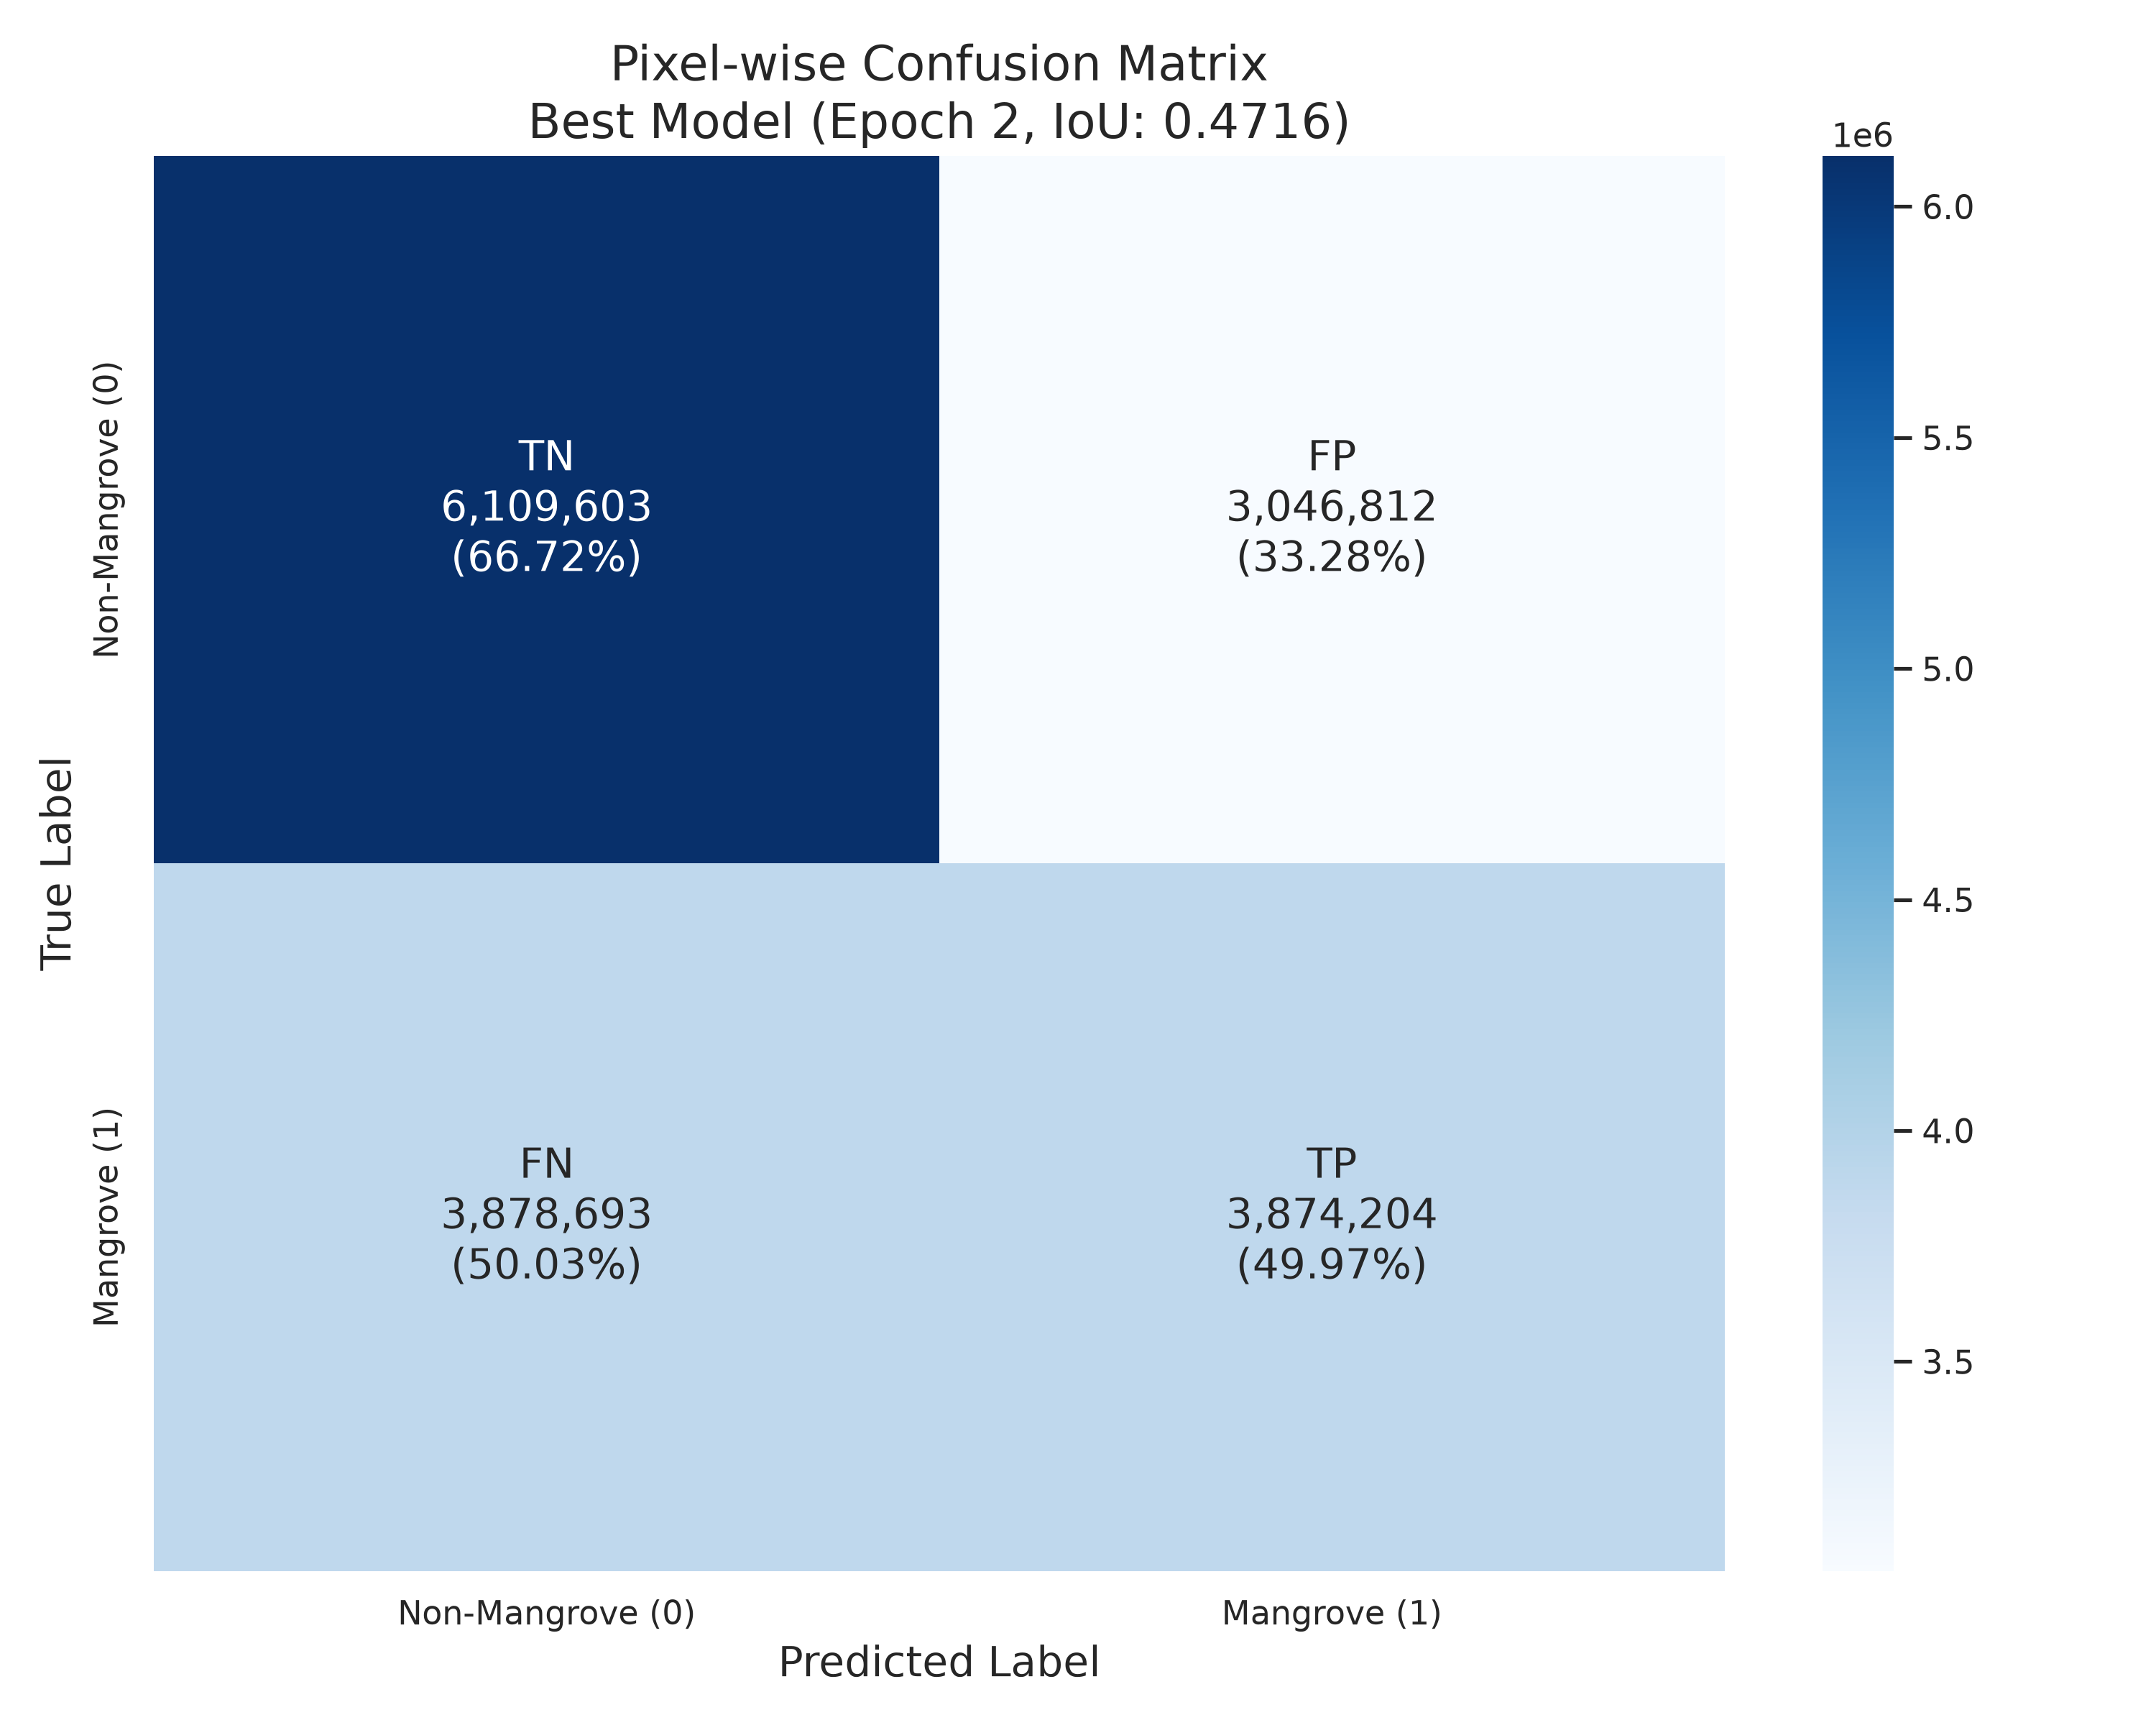 Pixel-wise Confusion Matrix
Best Model (Epoch 2, IoU: 0.4716)
1e6
6.0
5.5
5.0
4.5
4.0
3.5
True Label
Non-Mangrove (0)
Mangrove (1)
TN
6,109,603
(66.72%)
FP
3,046,812
(33.28%)
FN
3,878,693
(50.03%)
TP
3,874,204
(49.97%)
Non-Mangrove (0)
Mangrove (1)
Predicted Label